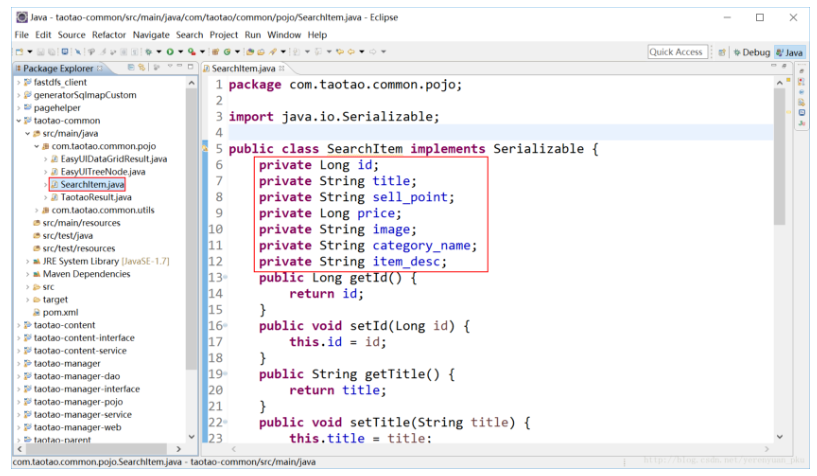 Java - taotao-common/src/main/java/com/taotao/common/pojo/SearchItem.java - Eclipse
File Edit Source Refactor Navigate Search Project Run Window Help
Quick Access
Debug
Java
Package Explorer
fastdfs_client
generatorSqlmapCustom
pagehelper
taotao-common
src/main/java
com.taotao.common.pojo
EasyUIDataGridResult.java
EasyUITreeNode.java
SearchItem.java
TaotaoResult.java
com.taotao.common.utils
src/main/resources
src/test/java
src/test/resources
JRE System Library [JavaSE-1.7]
Maven Dependencies
src
target
pom.xml
taotao-content
taotao-content-interface
taotao-content-service
taotao-manager
taotao-manager-dao
taotao-manager-interface
taotao-manager-pojo
taotao-manager-service
taotao-manager-web
taotao-parent
SearchItem.java
1 package com.taotao.common.pojo;
2
3 import java.io.Serializable;
4
5 public class SearchItem implements Serializable {
6 private Long id;
7 private String title;
8 private String sell_point;
9 private Long price;
10 private String image;
11 private String category_name;
12 private String item_desc;
13 public Long getId() {
14 return id;
15 }
16 public void setId(Long id) {
17 this.id = id;
18 }
19 public String getTitle() {
20 return title;
21 }
22 public void setTitle(String title) {
23 this.title = title;
com.taotao.common.pojo.SearchItem.java - taotao-common/src/main/java